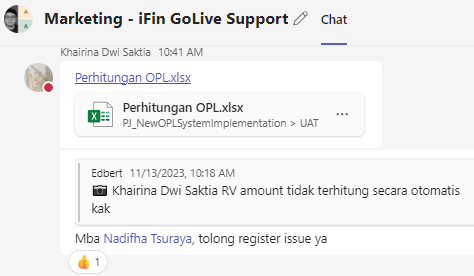 Marketing - iFin GoLive Support
Chat
Khairina Dwi Saktia 10:41 AM
Perhitungan OPL.xlsx
Perhitungan OPL.xlsx
PJ_NewOPLSystemImplementation > UAT
Edbert 11/13/2023, 10:18 AM
Khairina Dwi Saktia RV amount tidak terhitung secara otomatis
kak
Mba Nadifha Tsuraya, tolong register issue ya
1